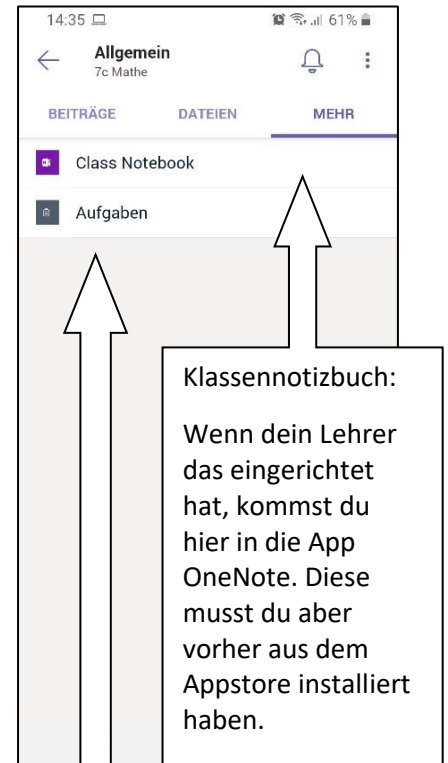 14:35 61%
Allgemein
7c Mathe
BEITRÄGE DATEIEN MEHR
Class Notebook
Aufgaben
Klassennotizbuch:
Wenn dein Lehrer
das eingerichtet
hat, kommst du
hier in die App
OneNote. Diese
musst du aber
vorher aus dem
Appstore installiert
haben.